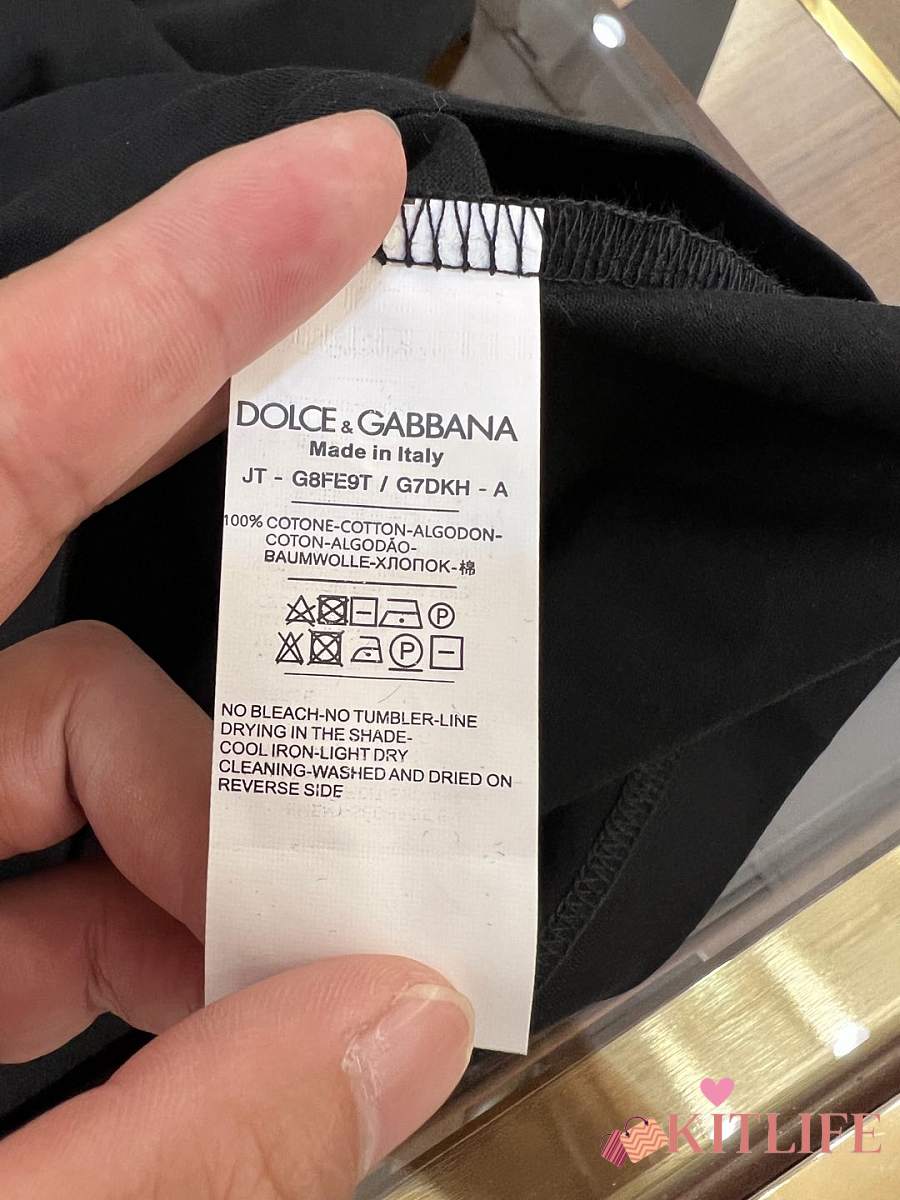 DOLCE & GABBANA
Made in Italy
JT - G8FE9T / G7DKH - A
100% COTONE-COTTON-ALGODON-
COTON-ALGODÃO-
BAUMWOLLE-ХЛОПОК-棉
P
P
NO BLEACH-NO TUMBLER-LINE
DRYING IN THE SHADE-
COOL IRON-LIGHT DRY
CLEANING-WASHED AND DRIED ON
REVERSE SIDE
KITLIFE